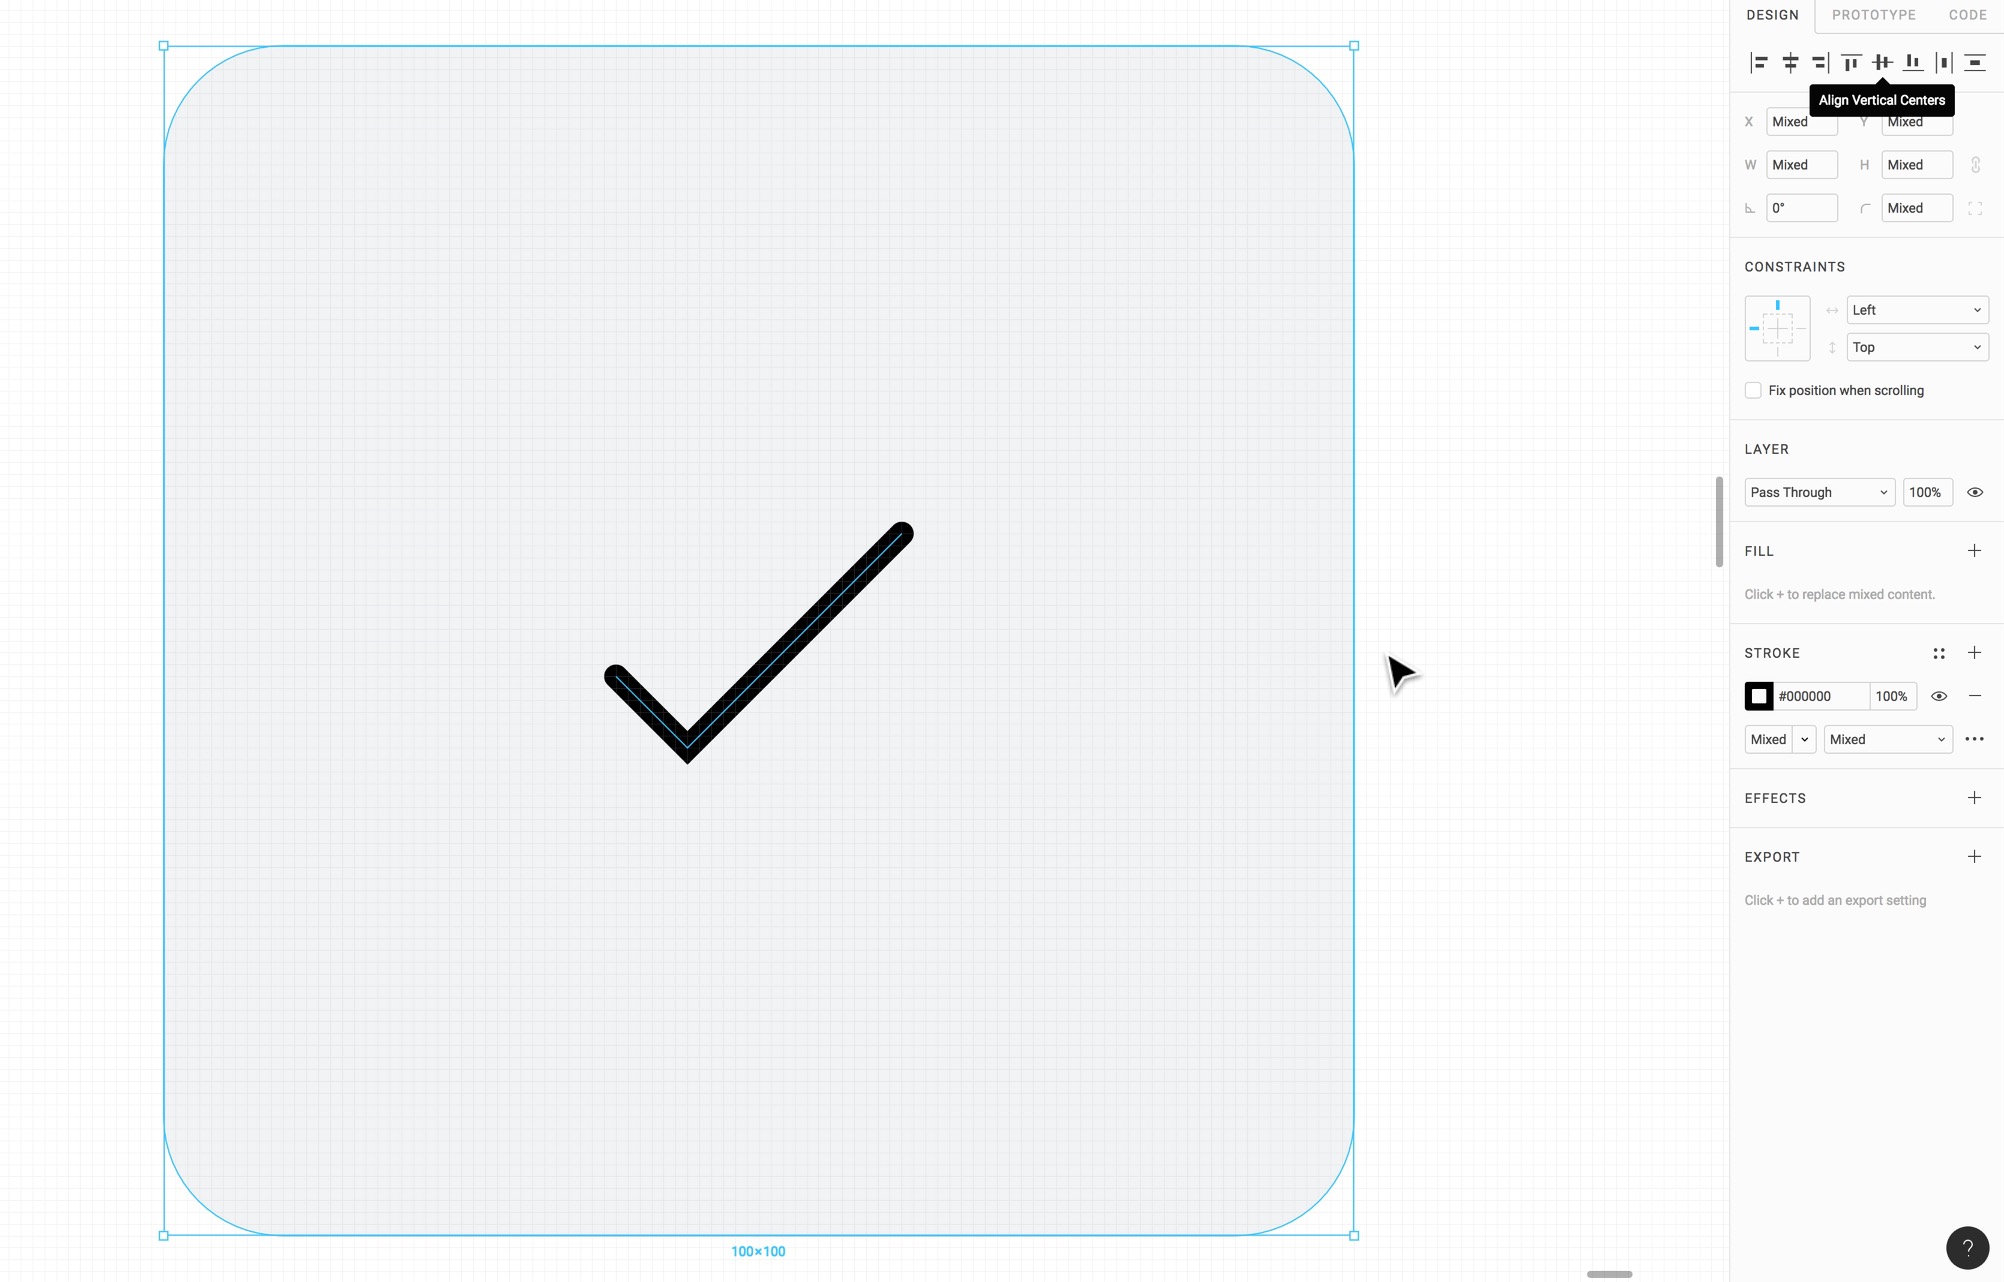 DESIGN PROTOTYPE CODE
Align Vertical Centers
X Mixed Y Mixed
W Mixed H Mixed
0° Mixed
CONSTRAINTS
Left
Top
Fix position when scrolling
LAYER
Pass Through 100%
FILL
Click + to replace mixed content.
STROKE
#000000 100%
Mixed Mixed
EFFECTS
EXPORT
Click + to add an export setting
100×100
?